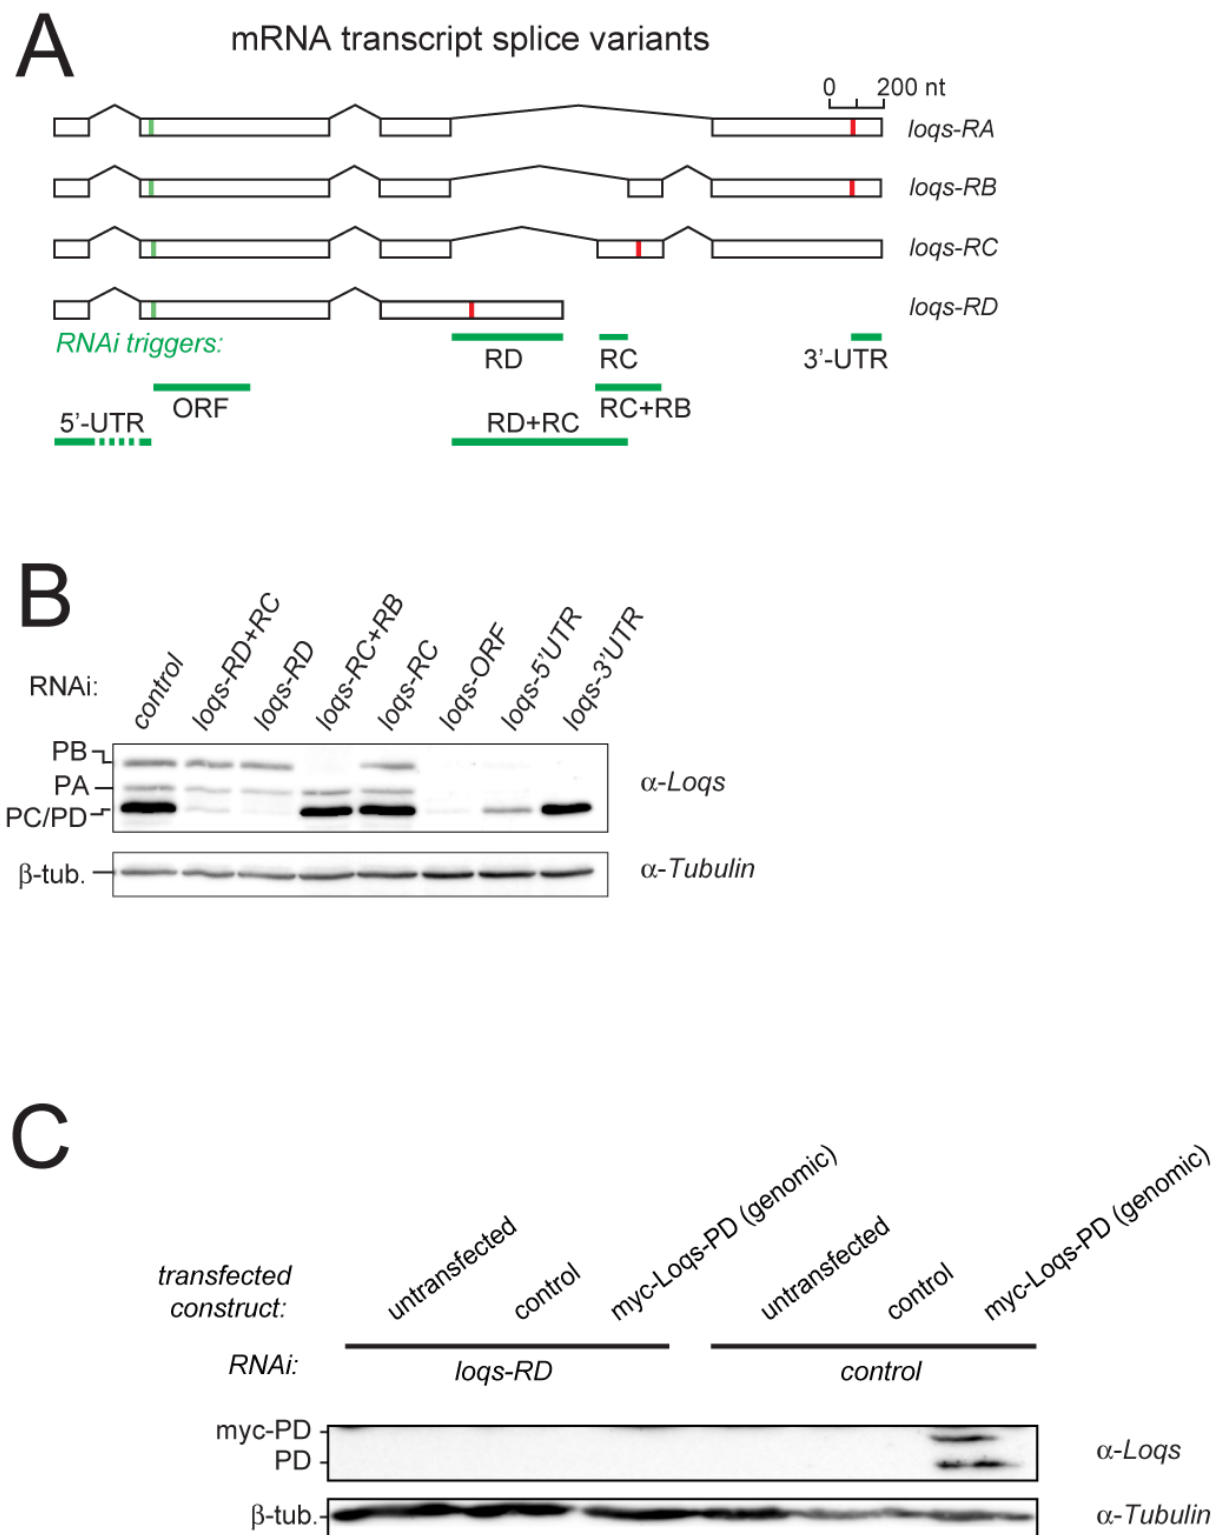 A
mRNA transcript splice variants
0 200 nt
loqs-RA
loqs-RB
loqs-RC
loqs-RD
RNAi triggers:
RD RC 3’-UTR
ORF RC+RB
5’-UTR RD+RC
B
RNAi: control loqs-RD+RC loqs-RD loqs-RC+RB loqs-RC loqs-ORF loqs-5’UTR loqs-3’UTR
PB
PA α-Loqs
PC/PD
β-tub. α-Tubulin
C
transfected construct: untransfected control myc-Loqs-PD (genomic) untransfected control myc-Loqs-PD (genomic)
RNAi: loqs-RD control
myc-PD
PD α-Loqs
β-tub. α-Tubulin